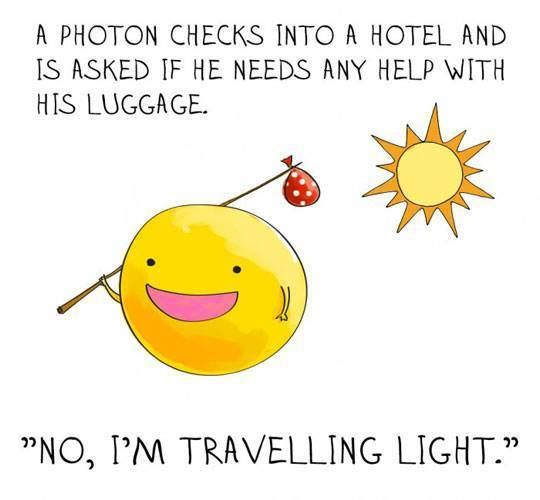 A PHOTON CHECKS INTO A HOTEL AND
IS ASKED IF HE NEEDS ANY HELP WITH
HIS LUGGAGE.
”NO, I’M TRAVELLING LIGHT.”